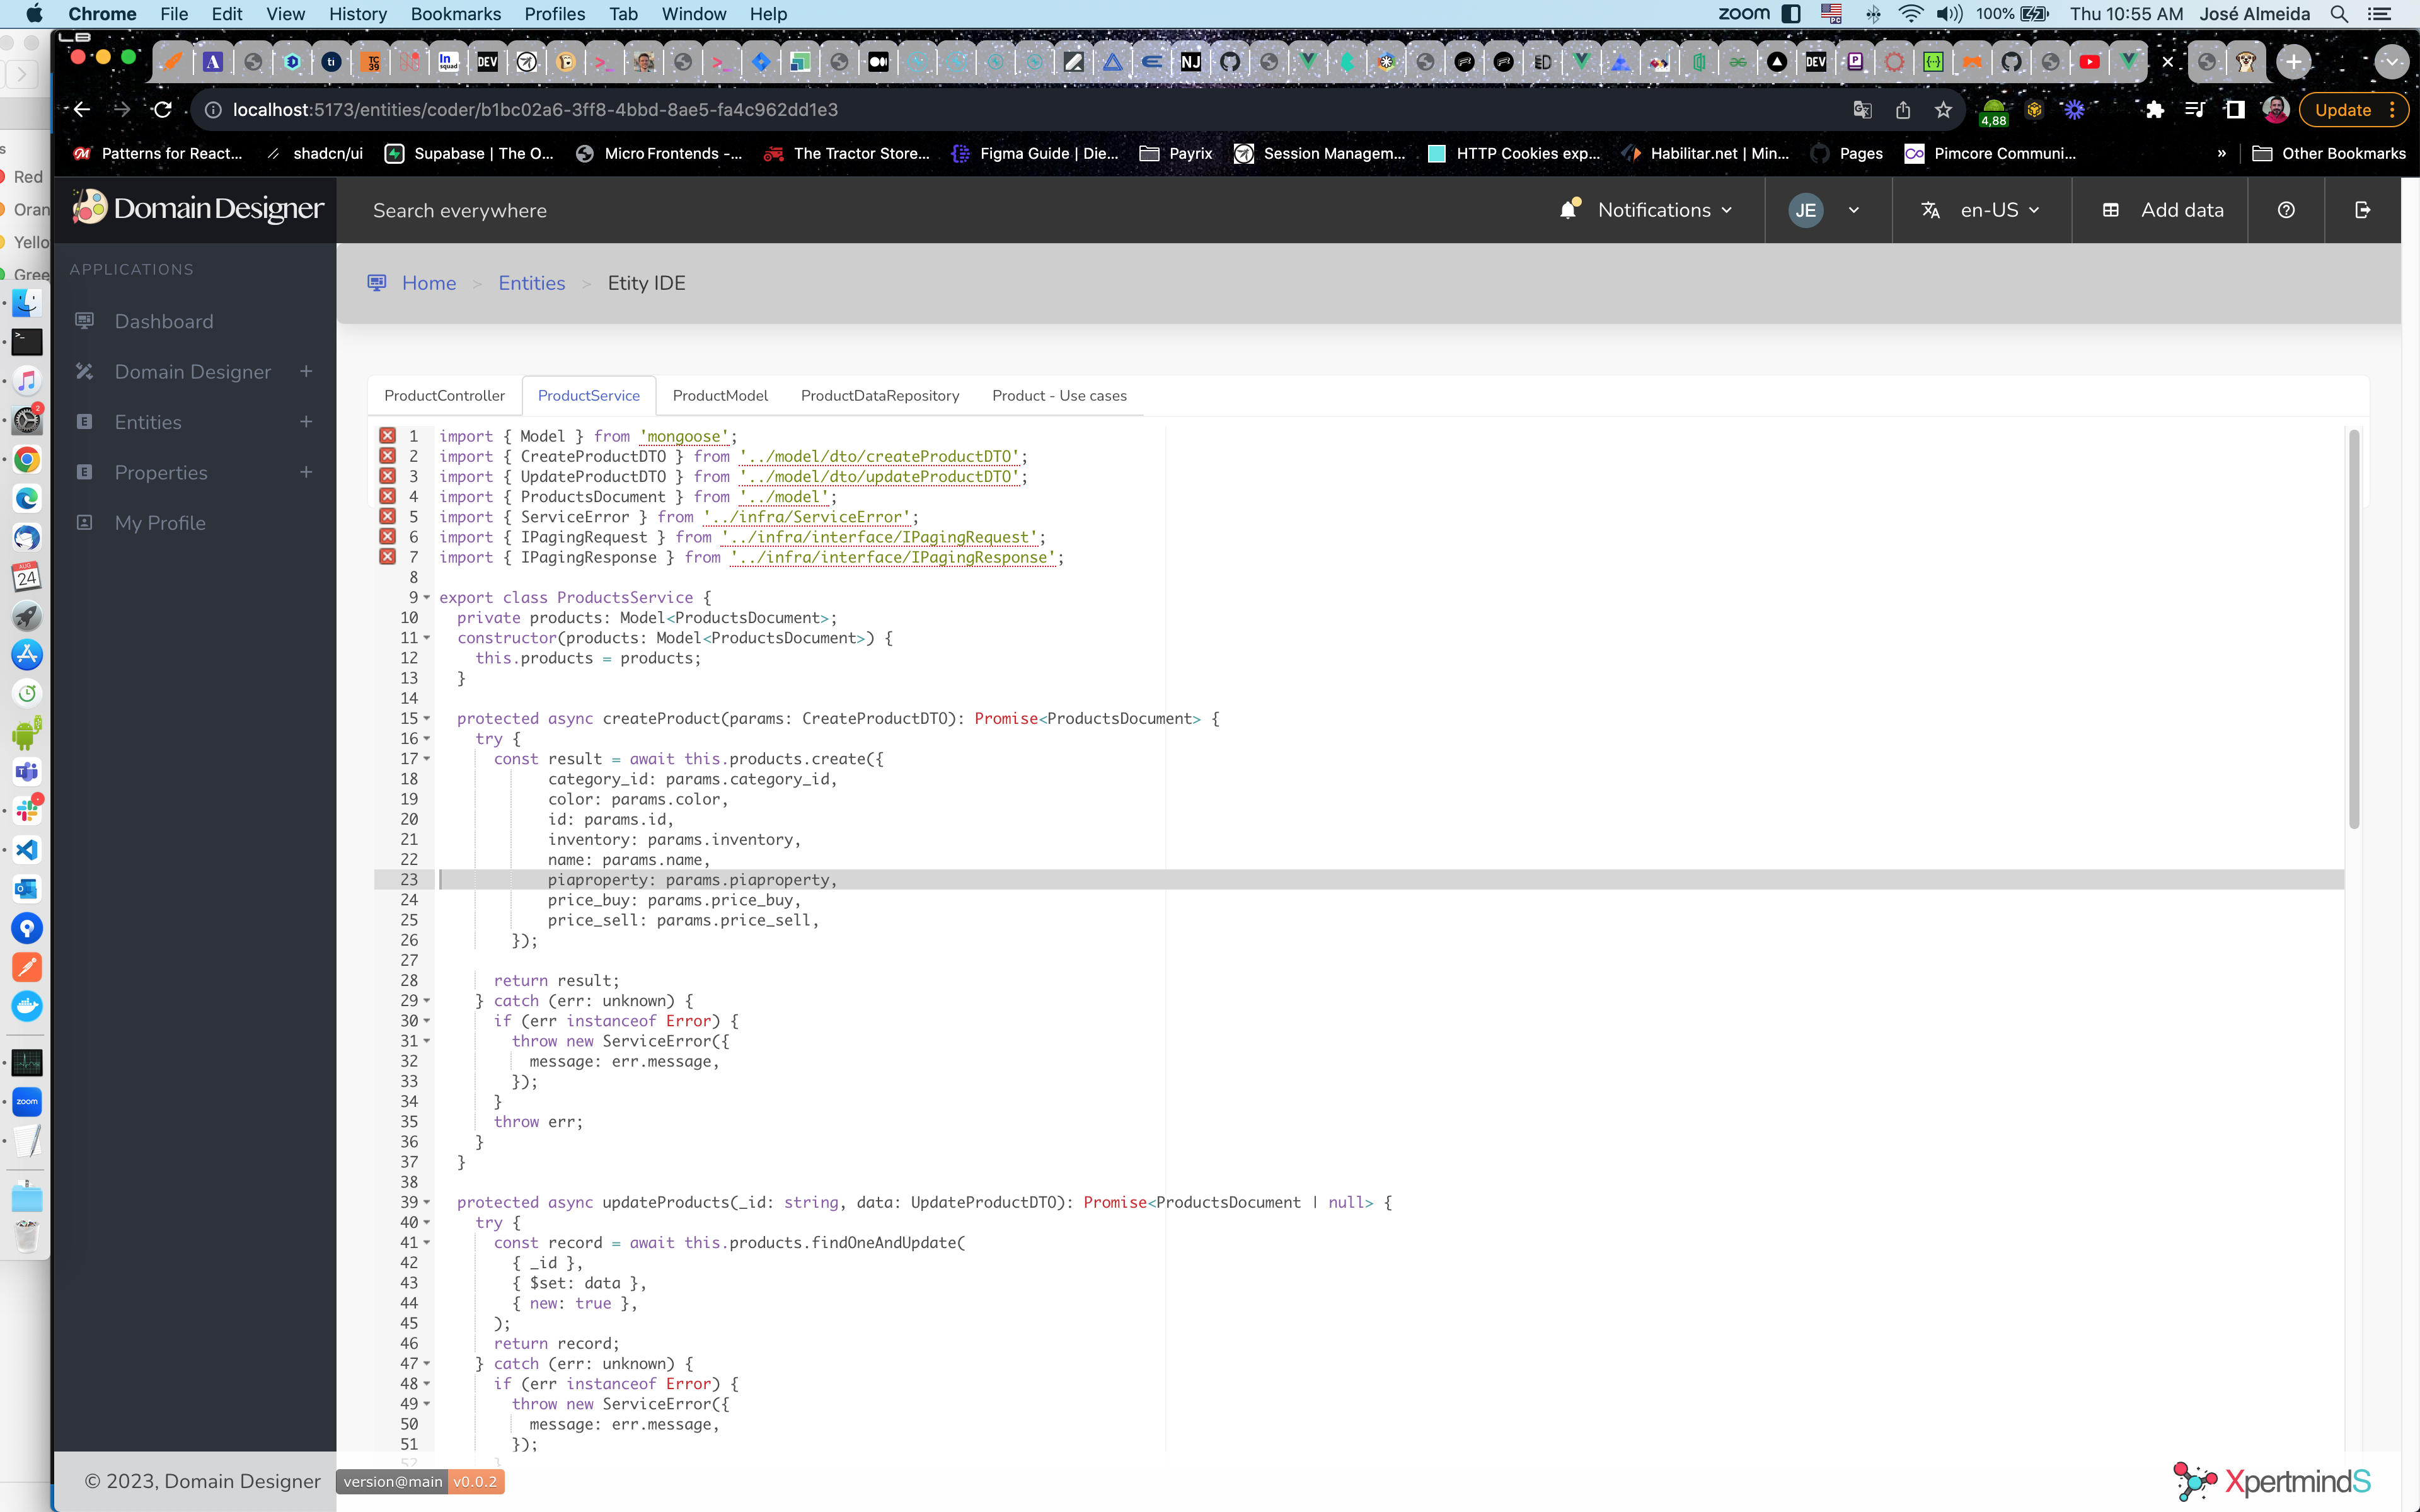 Chrome File Edit View History Bookmarks Profiles Tab Window Help
zoom 100% Thu 10:55 AM José Almeida
localhost:5173/entities/coder/b1bc02a6-3ff8-4bbd-8ae5-fa4c962dd1e3
4,88
Update
Patterns for React... shadcn/ui Supabase | The O... Micro Frontends -... The Tractor Store... Figma Guide | Die... Payrix Session Managem... HTTP Cookies exp... Habilitar.net | Min... Pages Pimcore Communi... » Other Bookmarks
Red
Oran
Yello
Gree
Domain Designer
Search everywhere
Notifications
JE
en-US
Add data
APPLICATIONS
Dashboard
Domain Designer +
Entities +
Properties +
My Profile
Home > Entities > Etity IDE
ProductController ProductService ProductModel ProductDataRepository Product - Use cases
1 import { Model } from 'mongoose';
2 import { CreateProductDTO } from '../model/dto/createProductDTO';
3 import { UpdateProductDTO } from '../model/dto/updateProductDTO';
4 import { ProductsDocument } from '../model';
5 import { ServiceError } from '../infra/ServiceError';
6 import { IPagingRequest } from '../infra/interface/IPagingRequest';
7 import { IPagingResponse } from '../infra/interface/IPagingResponse';
8
9 export class ProductsService {
10 private products: Model<ProductsDocument>;
11 constructor(products: Model<ProductsDocument>) {
12 this.products = products;
13 }
14
15 protected async createProduct(params: CreateProductDTO): Promise<ProductsDocument> {
16 try {
17 const result = await this.products.create({
18 category_id: params.category_id,
19 color: params.color,
20 id: params.id,
21 inventory: params.inventory,
22 name: params.name,
23 piaproperty: params.piaproperty,
24 price_buy: params.price_buy,
25 price_sell: params.price_sell,
26 });
27
28 return result;
29 } catch (err: unknown) {
30 if (err instanceof Error) {
31 throw new ServiceError({
32 message: err.message,
33 });
34 }
35 throw err;
36 }
37 }
38
39 protected async updateProducts(_id: string, data: UpdateProductDTO): Promise<ProductsDocument | null> {
40 try {
41 const record = await this.products.findOneAndUpdate(
42 { _id },
43 { $set: data },
44 { new: true },
45 );
46 return record;
47 } catch (err: unknown) {
48 if (err instanceof Error) {
49 throw new ServiceError({
50 message: err.message,
51 });
52 }
© 2023, Domain Designer version@main v0.0.2
XpertmindS